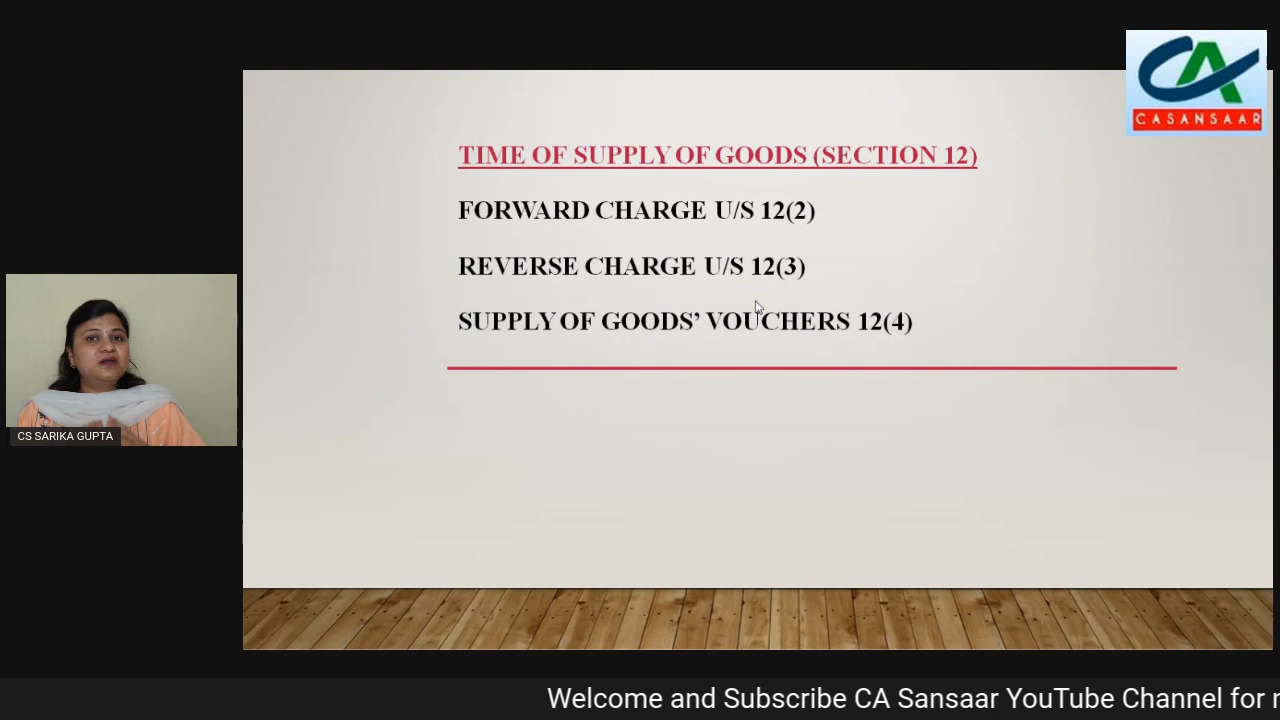 CASANSAAR
TIME OF SUPPLY OF GOODS (SECTION 12)
FORWARD CHARGE U/S 12(2)
REVERSE CHARGE U/S 12(3)
SUPPLY OF GOODS’ VOUCHERS 12(4)
CS SARIKA GUPTA
Welcome and Subscribe CA Sansaar YouTube Channel for